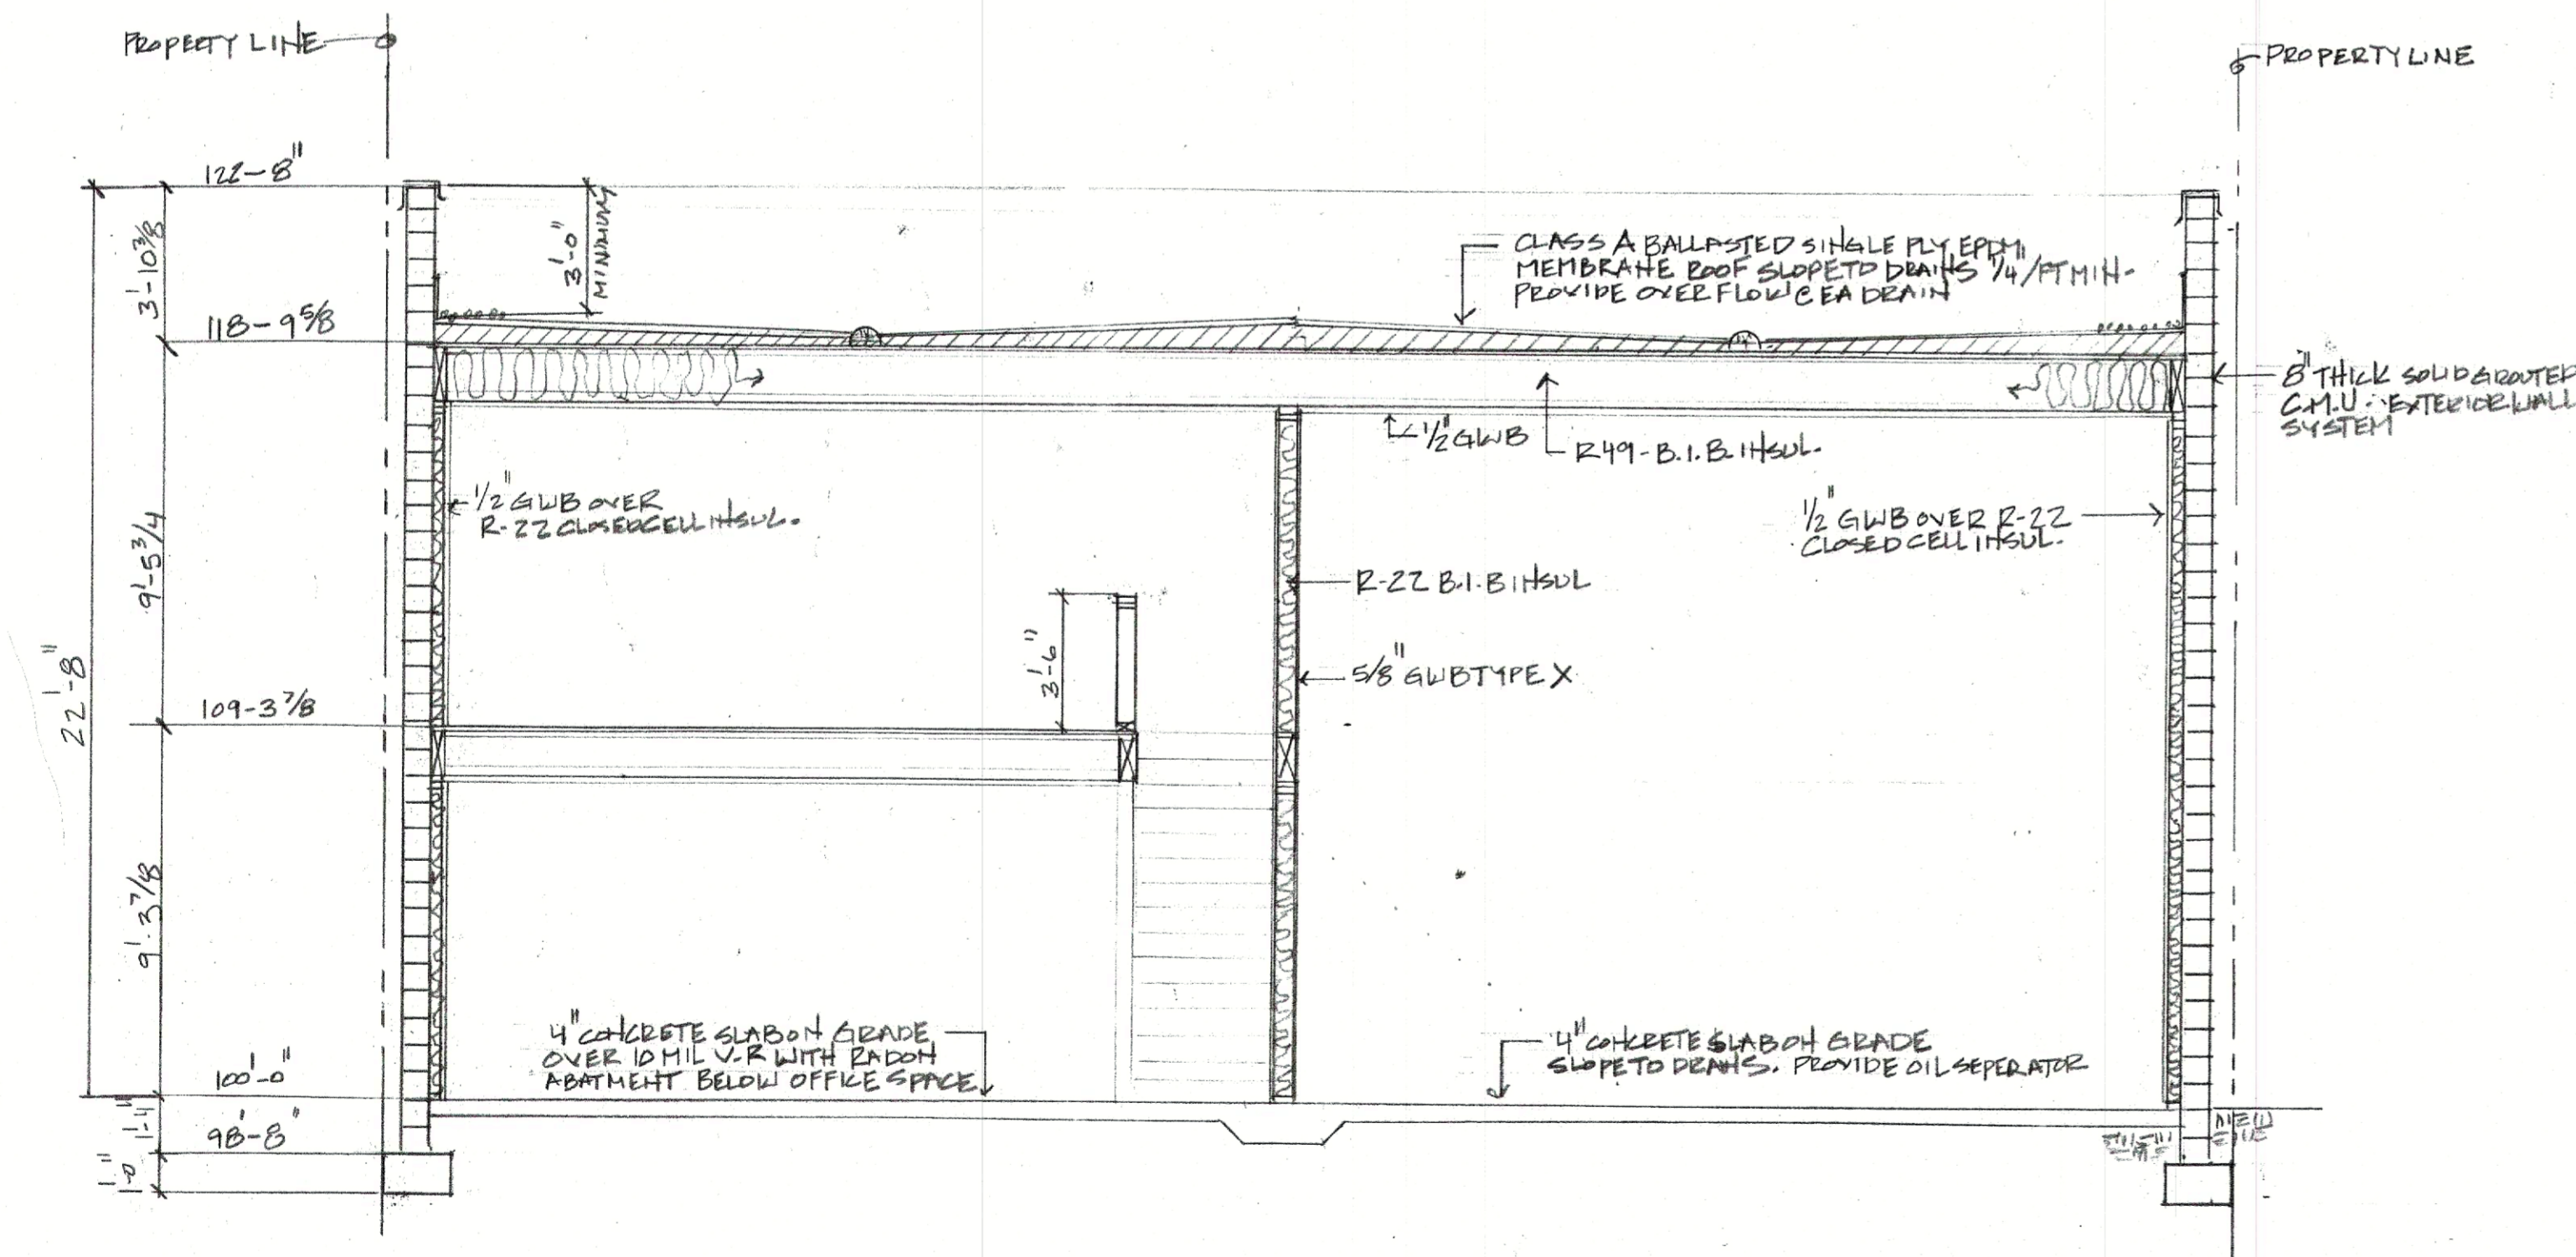 PROPERTY LINE
PROPERTY LINE
122-8"
3'-10 3/8
3'-0"
MINIMUM
CLASS A BALLASTED SINGLE PLY EPDM
MEMBRANE ROOF SLOPE TO DRAINS 1/4"/FT MIN-
PROVIDE OVERFLOW @ EA DRAIN
118-9 5/8
8" THICK SOLID GROUTED
C.M.U. EXTERIOR WALL
SYSTEM
1/2" GWB
R49-B.I.B. INSUL.
1/2" GWB OVER
R-22 CLOSED CELL INSUL.
1/2" GWB OVER R-22
CLOSED CELL INSUL.
9'-5 3/4
R-22 B.I.B INSUL
3'-6"
5/8" GWB TYPE X
22'-8"
109-3 7/8
9'-3 7/8
4" CONCRETE SLAB ON GRADE
OVER 10 MIL V-R WITH RADON
ABATMENT BELOW OFFICE SPACE
4" CONCRETE SLAB ON GRADE
SLOPE TO DRANS. PROVIDE OIL SEPERATOR
100'-0"
98'-8"
1'-0"